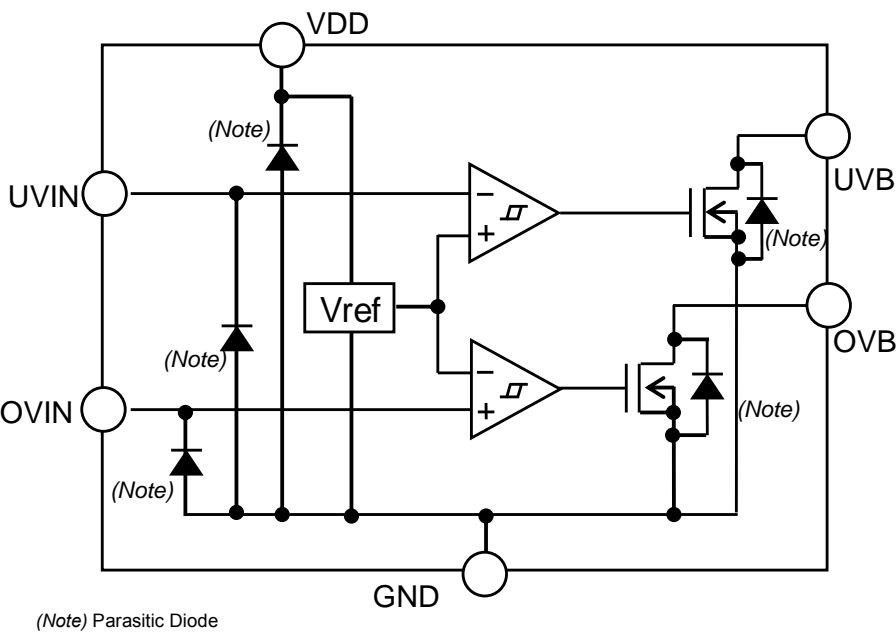 VDD
(Note)
UVIN
−
+
UVB
(Note)
Vref
(Note)
OVB
OVIN
−
+
(Note)
(Note)
GND
(Note) Parasitic Diode